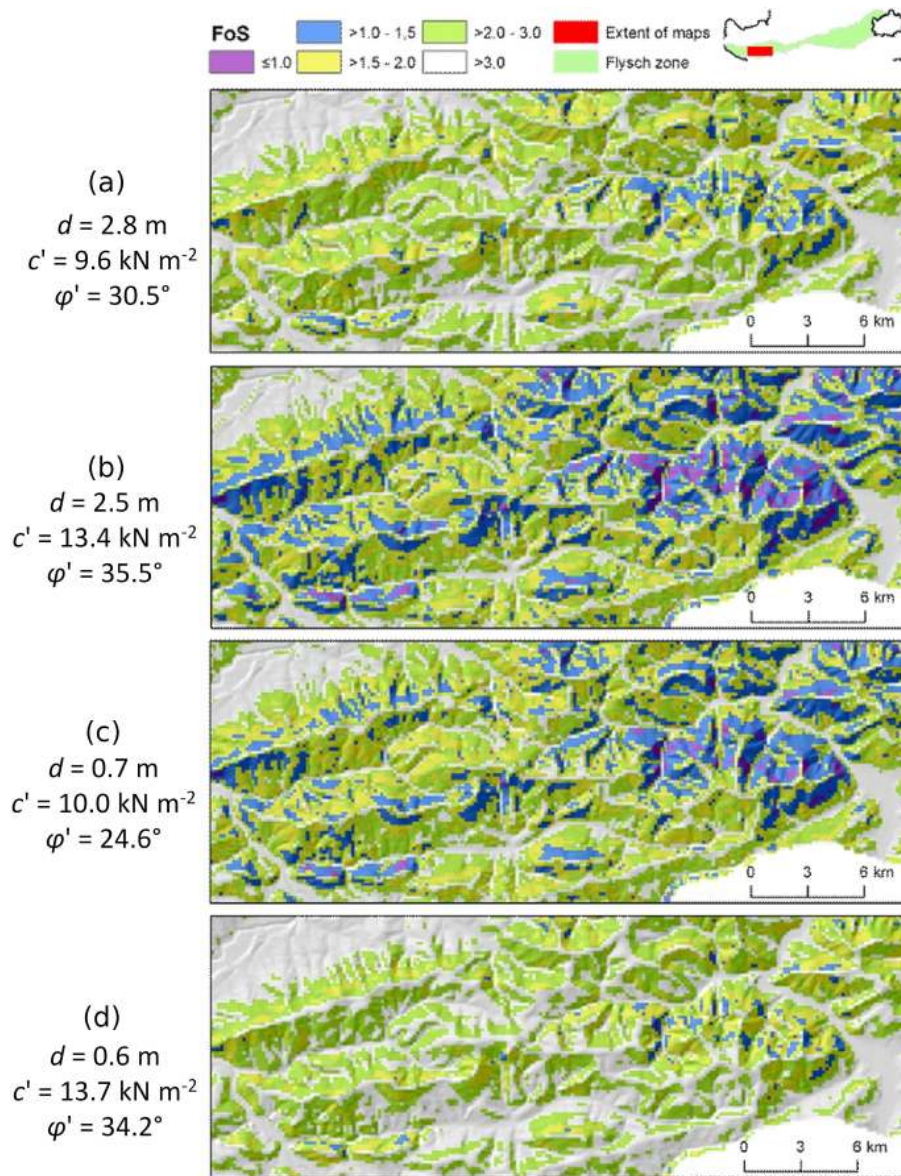 FoS >1.0 - 1,5 >2.0 - 3.0 Extent of maps
≤1.0 >1.5 - 2.0 >3.0 Flysch zone
(a)
d = 2.8 m
c' = 9.6 kN m-2
φ' = 30.5°
0 3 6 km
(b)
d = 2.5 m
c' = 13.4 kN m-2
φ' = 35.5°
0 3 6 km
(c)
d = 0.7 m
c' = 10.0 kN m-2
φ' = 24.6°
0 3 6 km
(d)
d = 0.6 m
c' = 13.7 kN m-2
φ' = 34.2°
0 3 6 km